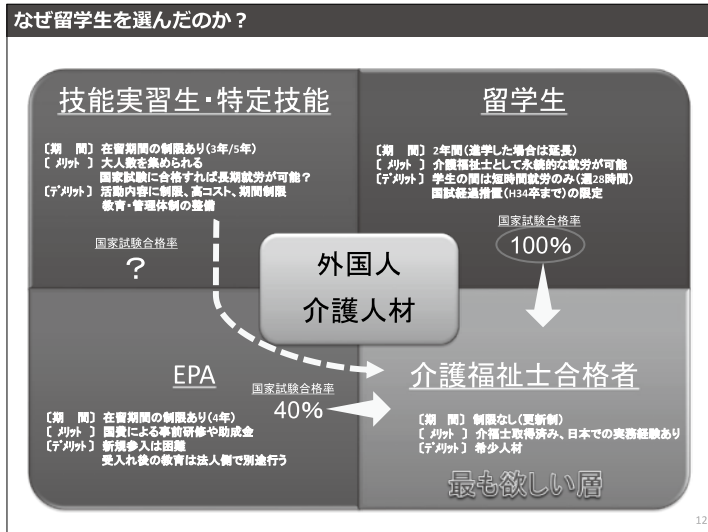 なぜ留学生を選んだのか？
技能実習生・特定技能
〔期　間〕在留期間の制限あり(3年/5年)
〔 ﾒﾘｯﾄ 〕大人数を集められる
国家試験に合格すれば長期就労が可能？
〔ﾃﾞﾒﾘｯﾄ〕活動内容に制限、高コスト、期間制限
教育・管理体制の整備
国家試験合格率
？
留学生
〔期　間〕2年間(進学した場合は延長)
〔 ﾒﾘｯﾄ 〕介護福祉士として永続的な就労が可能
〔ﾃﾞﾒﾘｯﾄ〕学生の間は短時間就労のみ(週28時間)
国試経過措置(H34卒まで)の限定
国家試験合格率
100%
外国人
介護人材
EPA
国家試験合格率
40%
〔期　間〕在留期間の制限あり(4年)
〔 ﾒﾘｯﾄ 〕国費による事前研修や助成金
〔ﾃﾞﾒﾘｯﾄ〕新規参入は困難
受入れ後の教育は法人側で別途行う
介護福祉士合格者
〔期　間〕制限なし(更新制)
〔 ﾒﾘｯﾄ 〕介福士取得済み、日本での実務経験あり
〔ﾃﾞﾒﾘｯﾄ〕希少人材
最も欲しい層
12